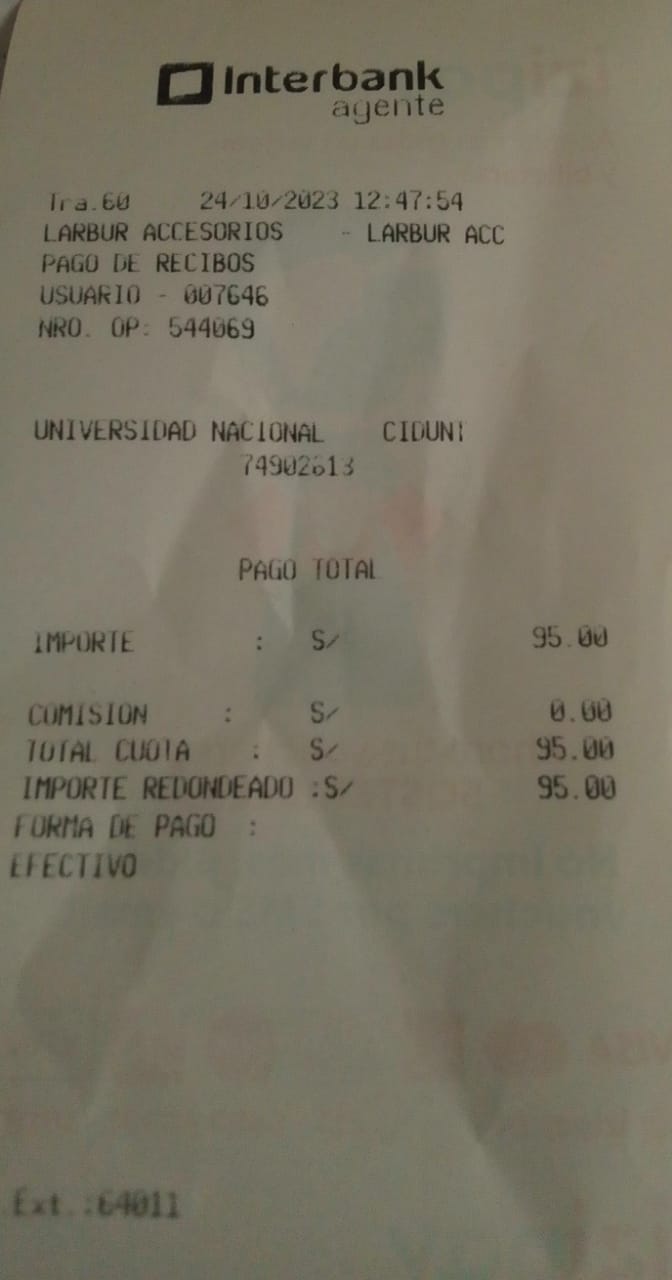 Interbank
agente
Tra.60 24/10/2023 12:47:54
LARBUR ACCESORIOS - LARBUR ACC
PAGO DE RECIBOS
USUARIO - 007646
NRO. OP: 544069
UNIVERSIDAD NACIONAL CIDUNI
74902613
PAGO TOTAL
IMPORTE : S/ 95.00
COMISION : S/ 0.00
TOTAL CUOTA : S/ 95.00
IMPORTE REDONDEADO :S/ 95.00
FORMA DE PAGO :
EFECTIVO
Ext.:64011